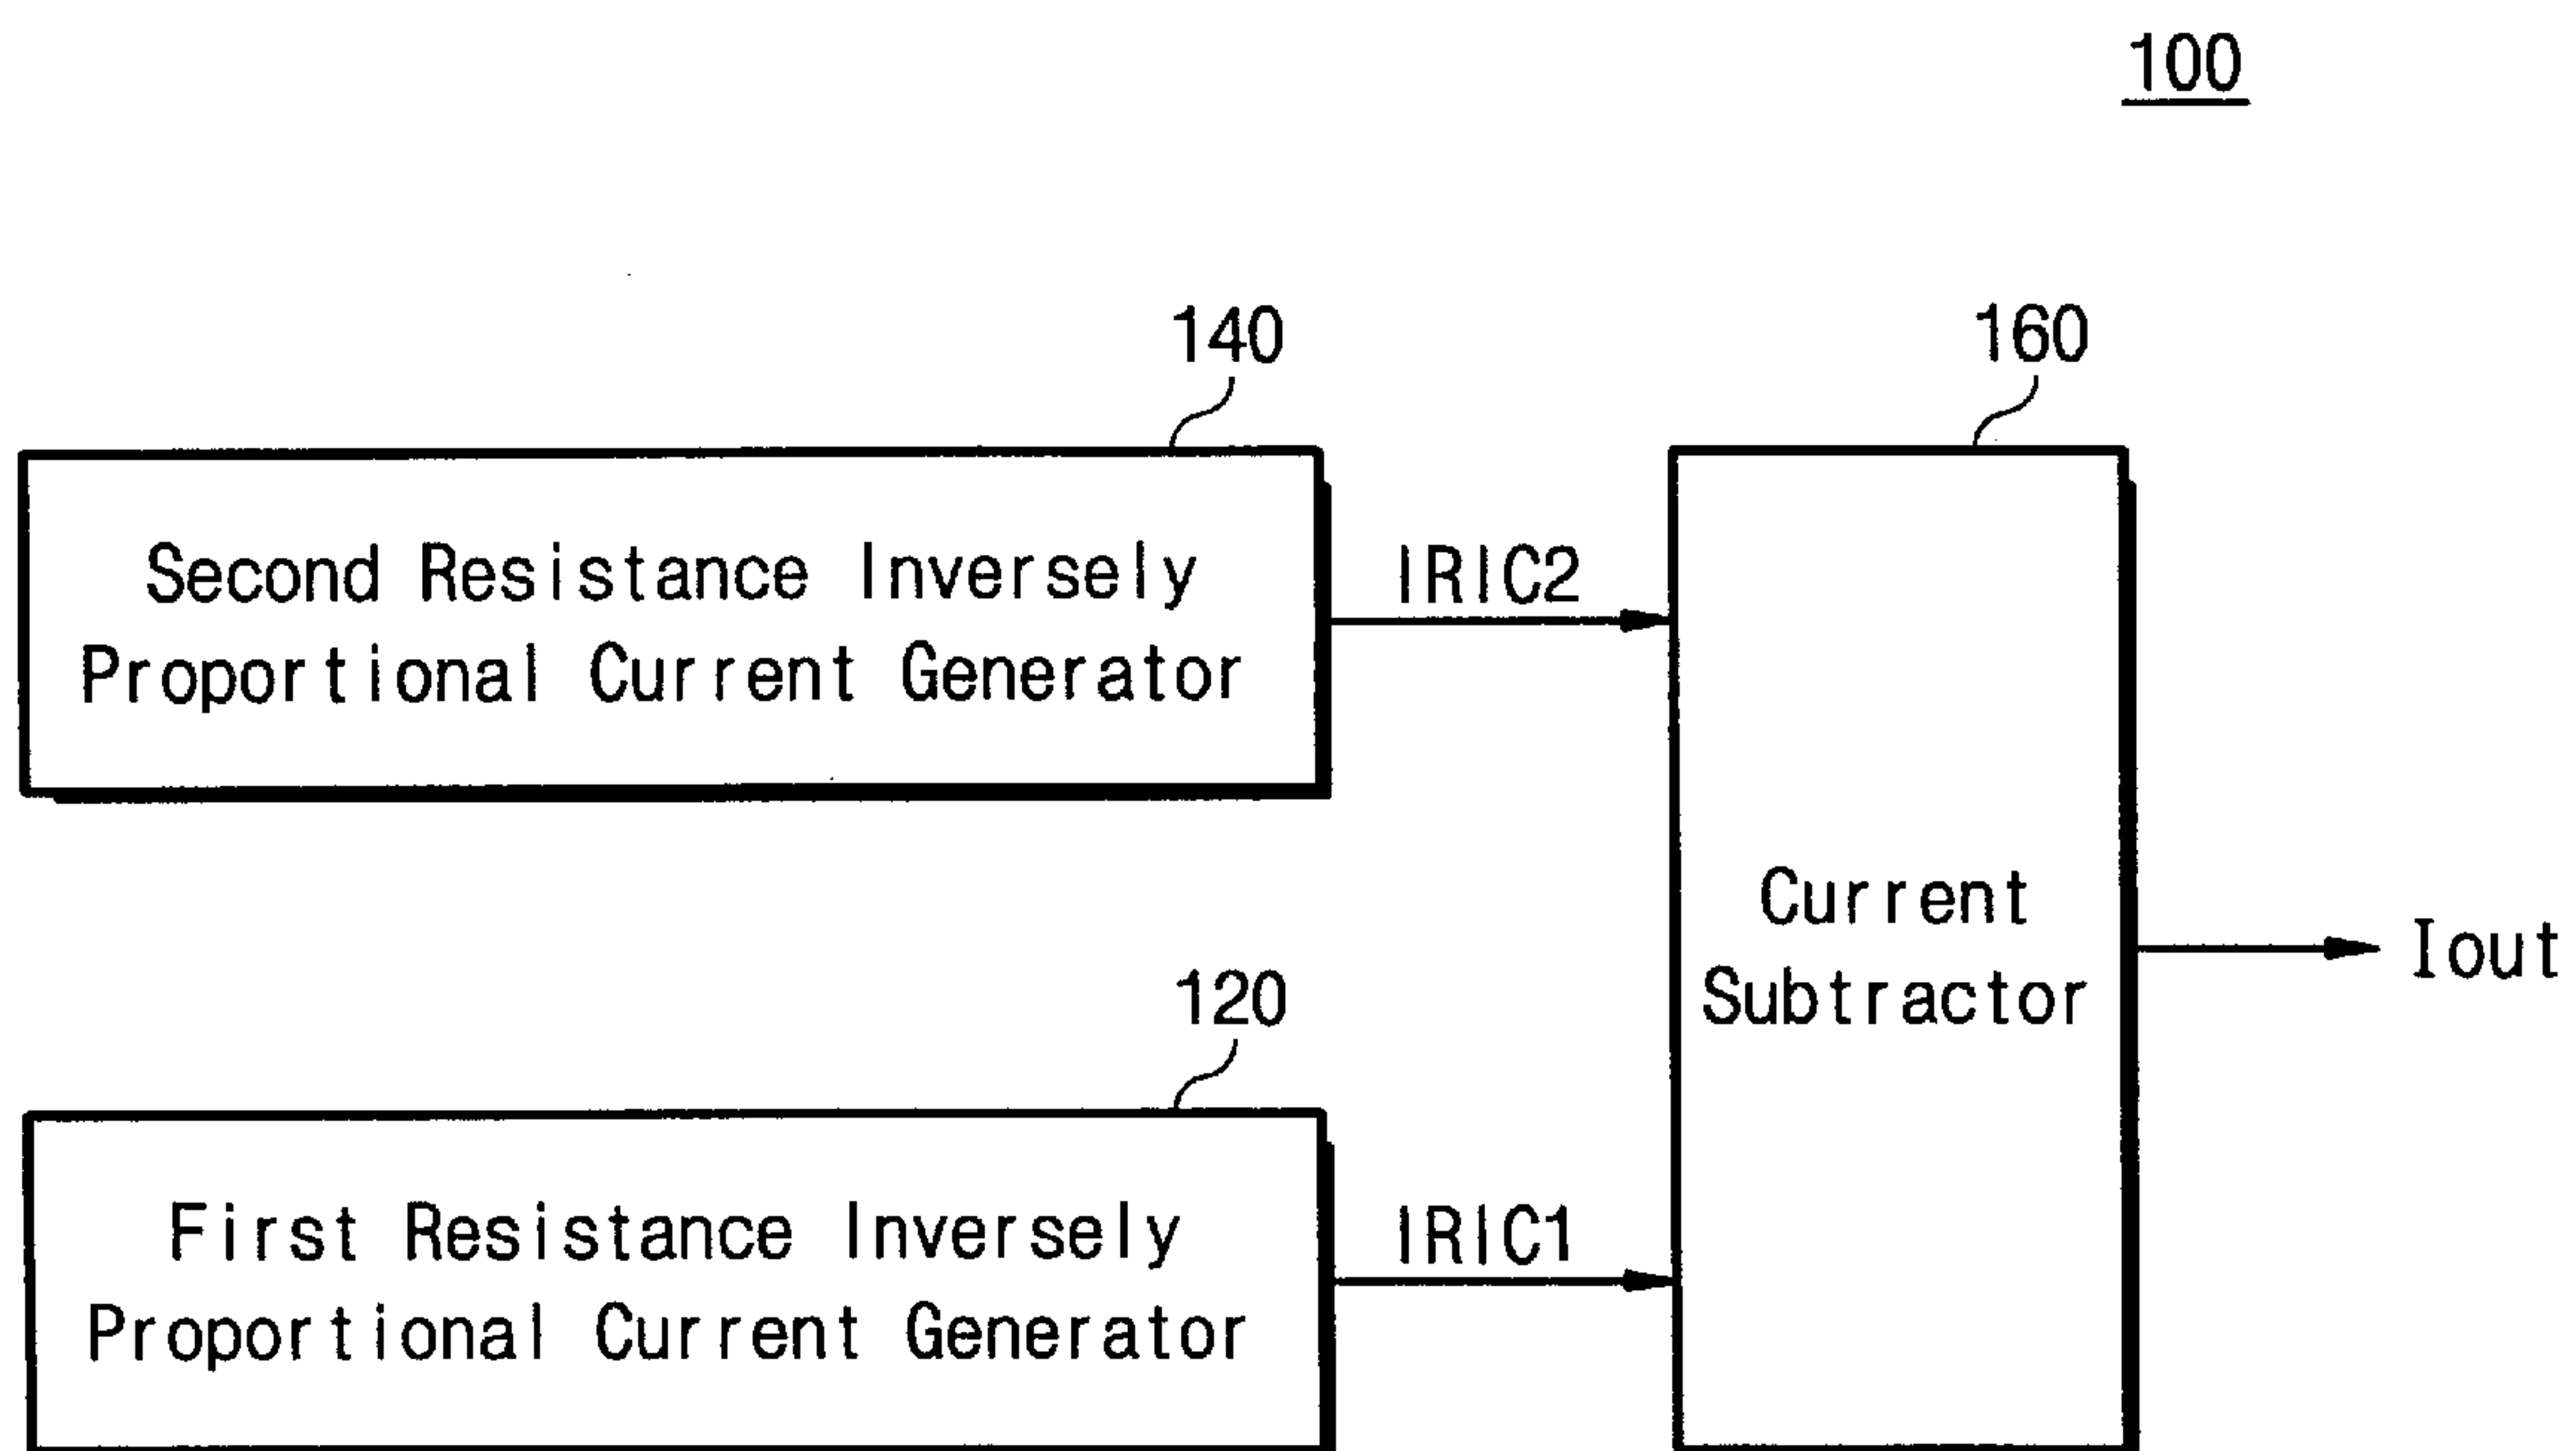 100
140
160
Second Resistance Inversely
Proportional Current Generator
IRIC2
Current
Subtractor
Iout
120
First Resistance Inversely
Proportional Current Generator
IRIC1